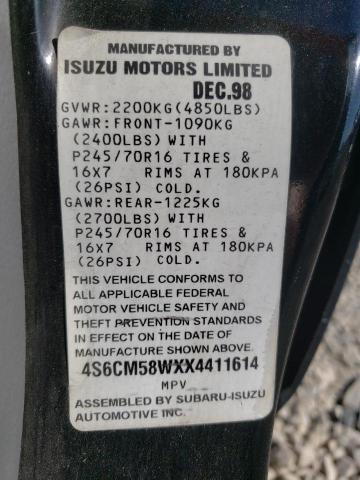 MANUFACTURED BY
ISUZU MOTORS LIMITED
DEC.98
GVWR:2200KG(4850LBS)
GAWR:FRONT-1090KG
(2400LBS)WITH
P245/70R16 TIRES &
16X7 RIMS AT 180KPA
(26PSI) COLD.
GAWR:REAR-1225KG
(2700LBS)WITH
P245/70R16 TIRES &
16X7 RIMS AT 180KPA
(26PSI) COLD.
THIS VEHICLE CONFORMS TO
ALL APPLICABLE FEDERAL
MOTOR VEHICLE SAFETY AND
THEFT PREVENTION STANDARDS
IN EFFECT ON THE DATE OF
MANUFACTURE SHOWN ABOVE.
4S6CM58WXX4411614
MPV
ASSEMBLED BY SUBARU-ISUZU
AUTOMOTIVE INC.